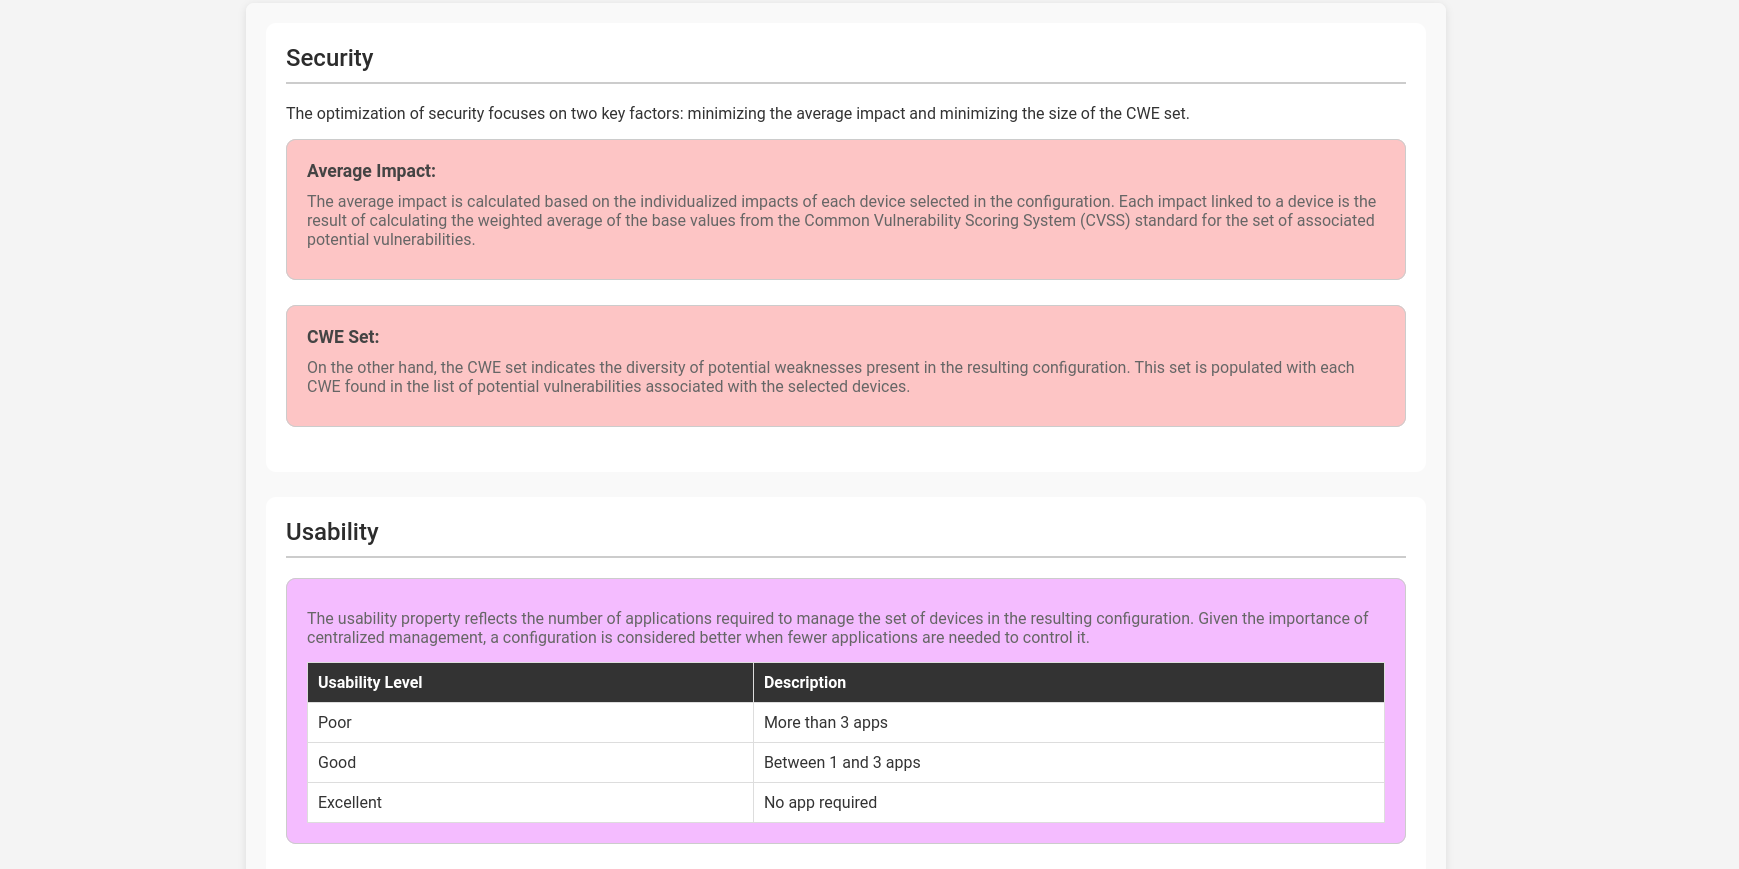 Security
The optimization of security focuses on two key factors: minimizing the average impact and minimizing the size of the CWE set.
Average Impact:
The average impact is calculated based on the individualized impacts of each device selected in the configuration. Each impact linked to a device is the
result of calculating the weighted average of the base values from the Common Vulnerability Scoring System (CVSS) standard for the set of associated
potential vulnerabilities.
CWE Set:
On the other hand, the CWE set indicates the diversity of potential weaknesses present in the resulting configuration. This set is populated with each
CWE found in the list of potential vulnerabilities associated with the selected devices.
Usability
The usability property reflects the number of applications required to manage the set of devices in the resulting configuration. Given the importance of
centralized management, a configuration is considered better when fewer applications are needed to control it.
Usability Level Description
Poor More than 3 apps
Good Between 1 and 3 apps
Excellent No app required